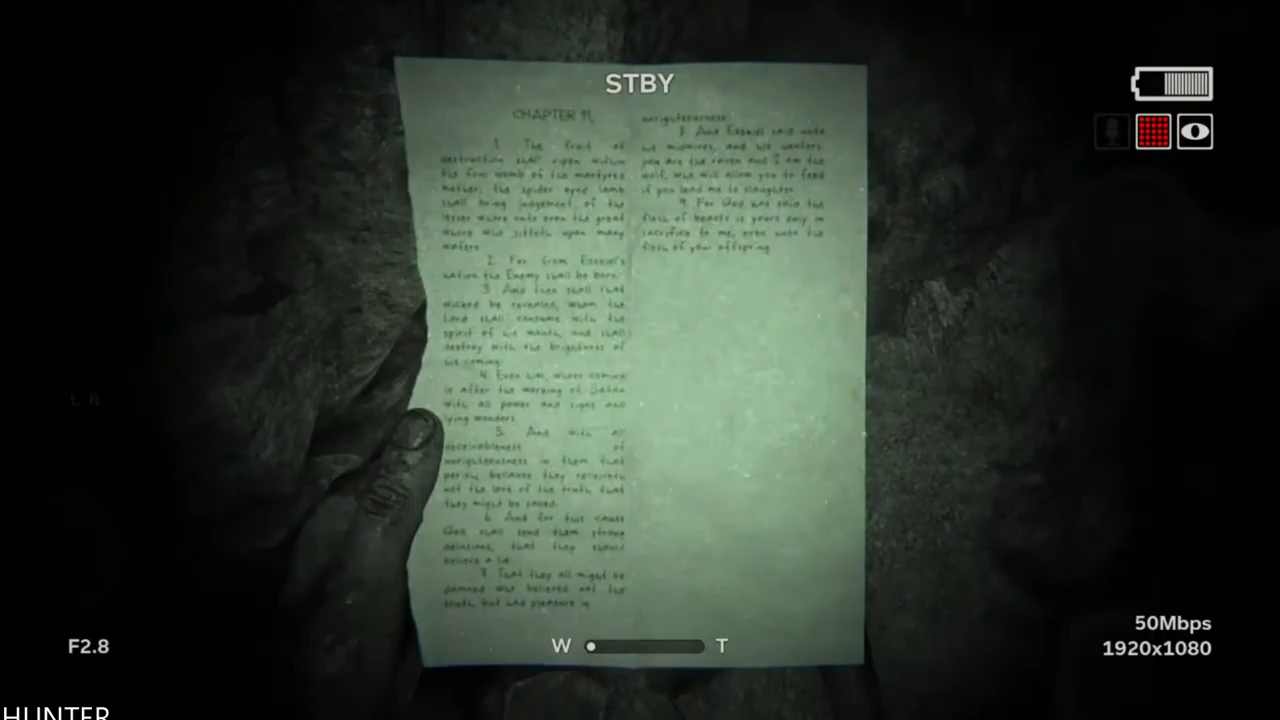 STBY
CHAPTER 11,
1. The fruit of
destruction shall ripen within
the foul womb of the martyred
mother, the spider eyed lamb
shall bring judgement of the
lesser whore unto even the great
whore who sitteth upon many
waters.
2. For from Ezekiel's
nation the Enemy shall be born.
3. And then shall that
wicked be revealed, whom the
Lord shall consume with the
spirit of his mouth, and shall
destroy with the brightness of
his coming.
4. Even him, whose coming
is after the working of Satan
with all power and signs and
lying wonders.
5. And with all
deceivableness of
unrighteousness in them that
perish, because they received
not the love of the truth, that
they might be saved.
6. And for this cause
God shall send them strong
delusions, that they should
believe a lie.
7. That they all might be
damned who believed not the
truth, but had pleasure in
unrighteousness.
8. And Ezekiel said unto
his midwives, and his hunters:
you are the raven and I am the
wolf, who will allow you to feed
if you lead me to slaughter.
9. For God has said the
flesh of beasts is yours only in
sacrifice to me, even unto the
flesh of your offspring.
F2.8
W T
50Mbps
1920x1080
HUNTER